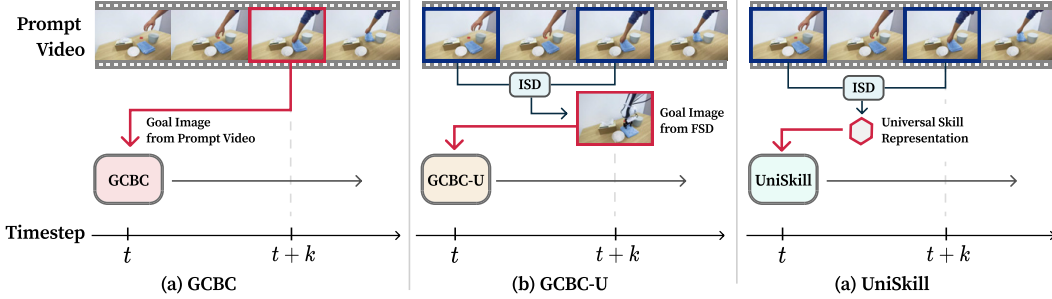 Prompt
Video
Goal Image
from Prompt Video
GCBC
ISD
Goal Image
from FSD
GCBC-U
ISD
Universal Skill
Representation
UniSkill
Timestep
t
t + k
t
t + k
t
t + k
(a) GCBC
(b) GCBC-U
(a) UniSkill